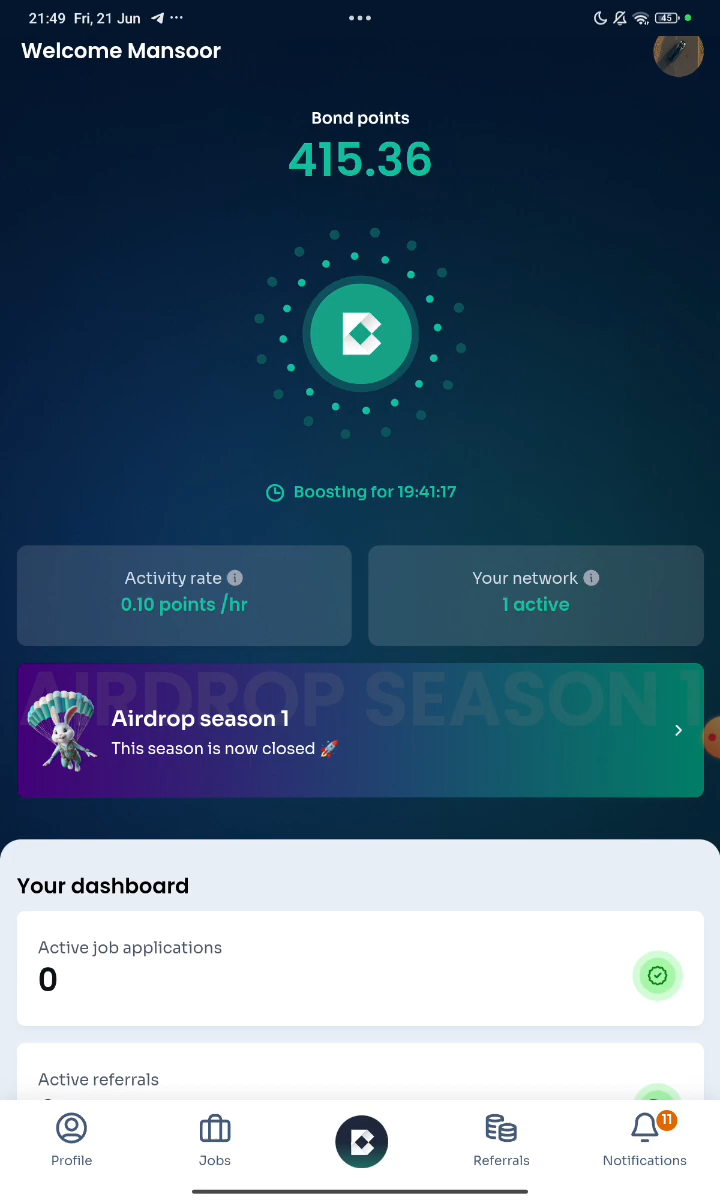 21:49 Fri, 21 Jun
45
Welcome Mansoor
Bond points
415.36
Boosting for 19:41:17
Activity rate
0.10 points /hr
Your network
1 active
AIRDROP SEASON 1
Airdrop season 1
This season is now closed 🚀
Your dashboard
Active job applications
0
Active referrals
11
Profile
Jobs
Referrals
Notifications